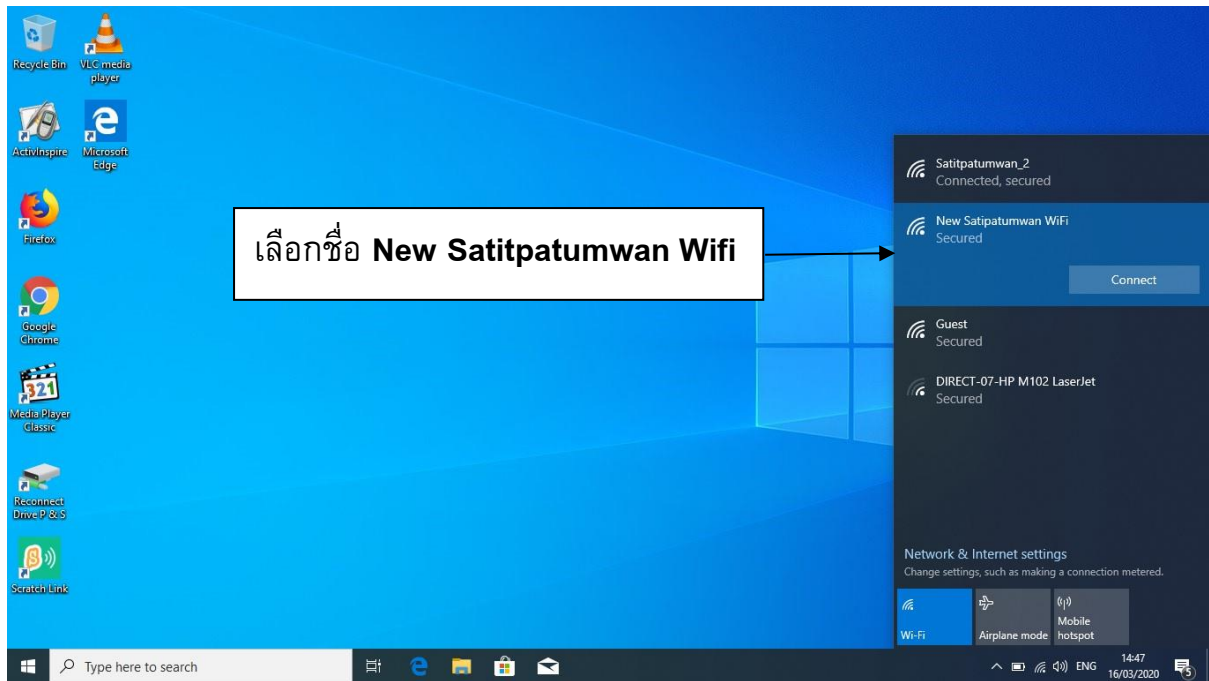 Recycle Bin
VLC media
player
ActivInspire
Microsoft
Edge
Firefox
Google
Chrome
321
Media Player
Classic
Reconnect
Drive P & S
Scratch Link
เลือกชื่อ New Satitpatumwan Wifi
Satitpatumwan_2
Connected, secured
New Satipatumwan WiFi
Secured
Connect
Guest
Secured
DIRECT-07-HP M102 LaserJet
Secured
Network & Internet settings
Change settings, such as making a connection metered.
Wi-Fi
Airplane mode
Mobile
hotspot
Type here to search
ENG
14:47
16/03/2020
5